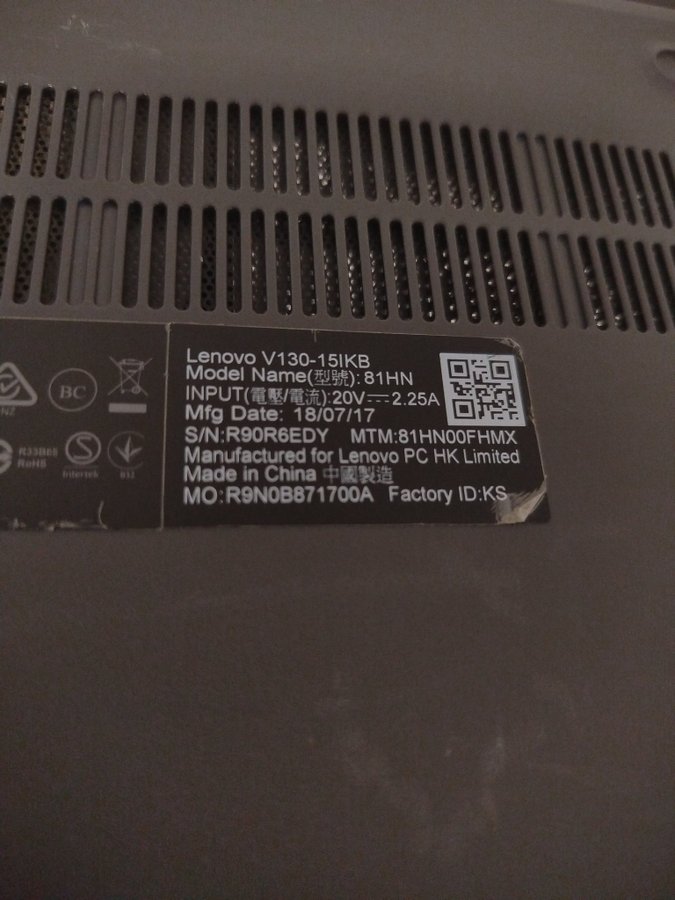 Lenovo V130-15IKB
Model Name(型號): 81HN
INPUT(電壓/電流):20V⎓2.25A
Mfg Date: 18/07/17
S/N:R90R6EDY MTM:81HN00FHMX
Manufactured for Lenovo PC HK Limited
Made in China 中國製造
MO:R9N0B871700A Factory ID:KS
NZ
BC
R33B65
RoHS
S
Intertek